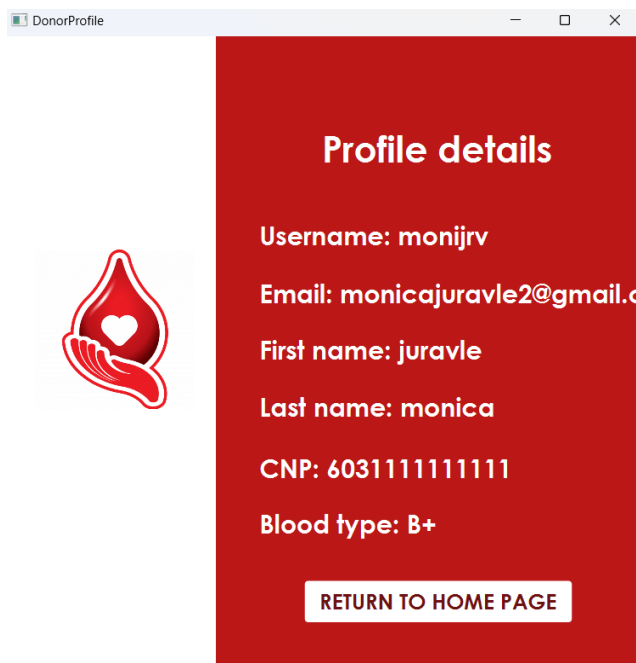 DonorProfile
Profile details
Username: monijrv
Email: monicajuravle2@gmail.c
First name: juravle
Last name: monica
CNP: 6031111111111
Blood type: B+
RETURN TO HOME PAGE